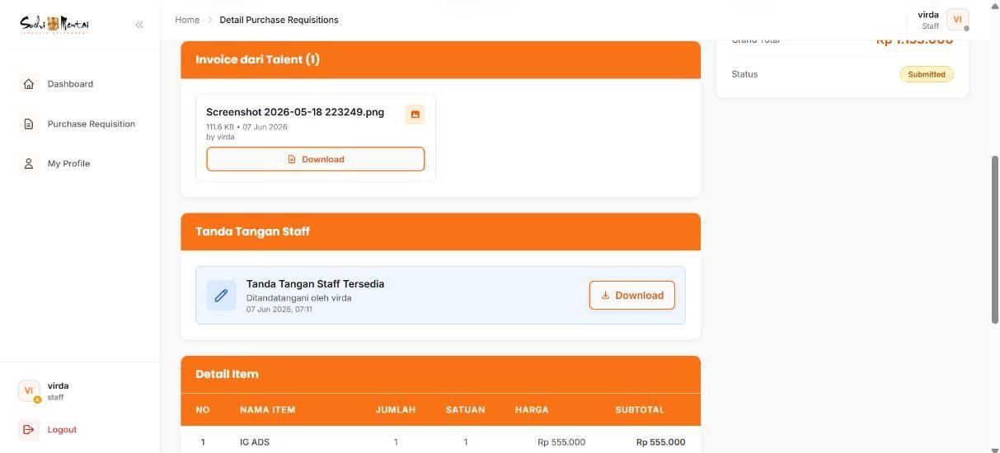 Sushi Mentai
Home
Detail Purchase Requisitions
virda
Staff
VI
Dashboard
Purchase Requisition
My Profile
Grand Total
Rp 1.155.000
Status
Submitted
Invoice dari Talent (1)
Screenshot 2026-05-18 223249.png
111.6 KB • 07 Jun 2026
by virda
Download
Tanda Tangan Staff
Tanda Tangan Staff Tersedia
Ditandatangani oleh virda
07 Jun 2026, 07:11
Download
Detail Item
NO NAMA ITEM JUMLAH SATUAN HARGA SUBTOTAL
1 IG ADS 1 1 Rp 555.000 Rp 555.000
VI
virda
staff
Logout